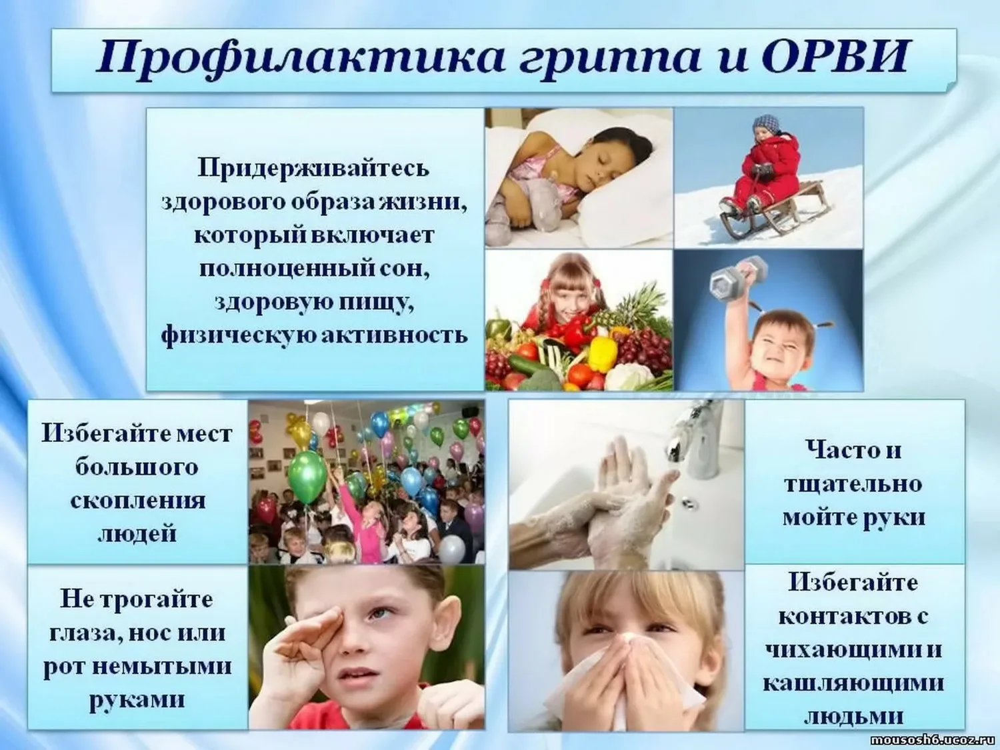 Профилактика гриппа и ОРВИ
Придерживайтесь
здорового образа жизни,
который включает
полноценный сон,
здоровую пищу,
физическую активность
Избегайте мест
большого
скопления
людей
Часто и
тщательно
мойте руки
Не трогайте
глаза, нос или
рот немытыми
руками
Избегайте
контактов с
чихающими и
кашляющими
людьми
mousosh6.ucoz.ru